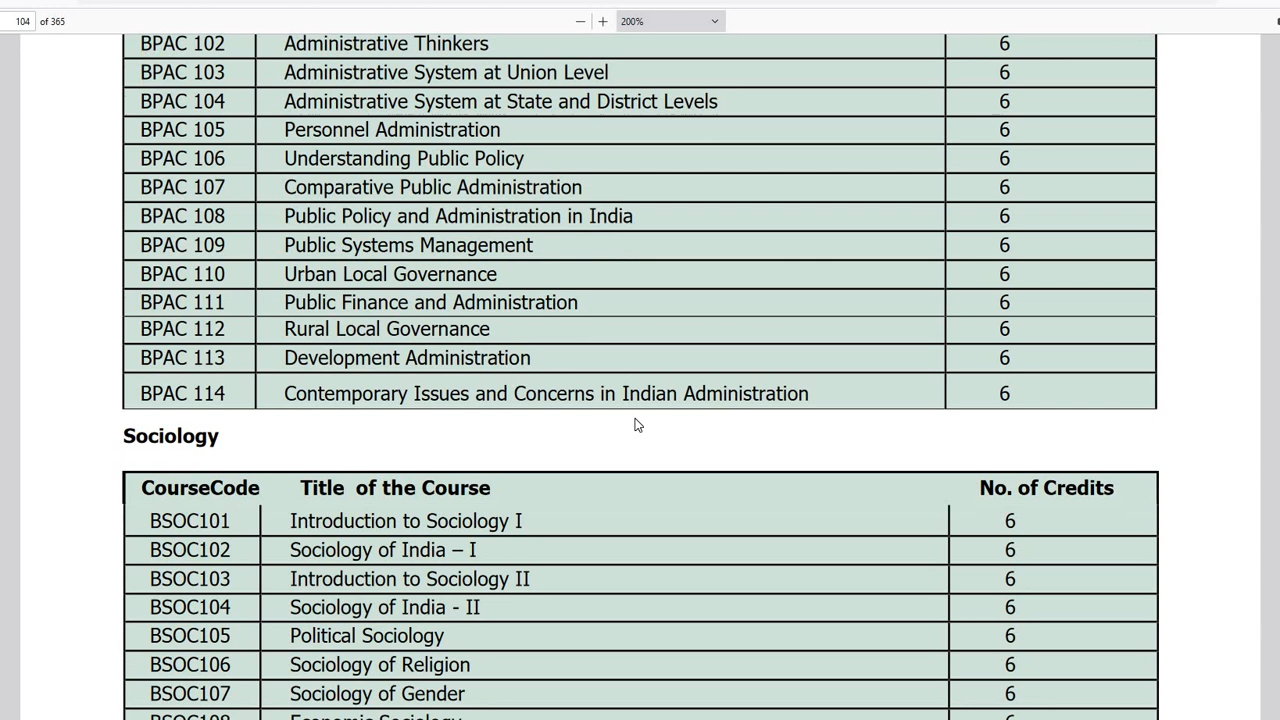 104 of 365 200%
BPAC 102 Administrative Thinkers 6
BPAC 103 Administrative System at Union Level 6
BPAC 104 Administrative System at State and District Levels 6
BPAC 105 Personnel Administration 6
BPAC 106 Understanding Public Policy 6
BPAC 107 Comparative Public Administration 6
BPAC 108 Public Policy and Administration in India 6
BPAC 109 Public Systems Management 6
BPAC 110 Urban Local Governance 6
BPAC 111 Public Finance and Administration 6
BPAC 112 Rural Local Governance 6
BPAC 113 Development Administration 6
BPAC 114 Contemporary Issues and Concerns in Indian Administration 6
Sociology
CourseCode Title of the Course No. of Credits
BSOC101 Introduction to Sociology I 6
BSOC102 Sociology of India – I 6
BSOC103 Introduction to Sociology II 6
BSOC104 Sociology of India - II 6
BSOC105 Political Sociology 6
BSOC106 Sociology of Religion 6
BSOC107 Sociology of Gender 6
BSOC108 Economic Sociology 6